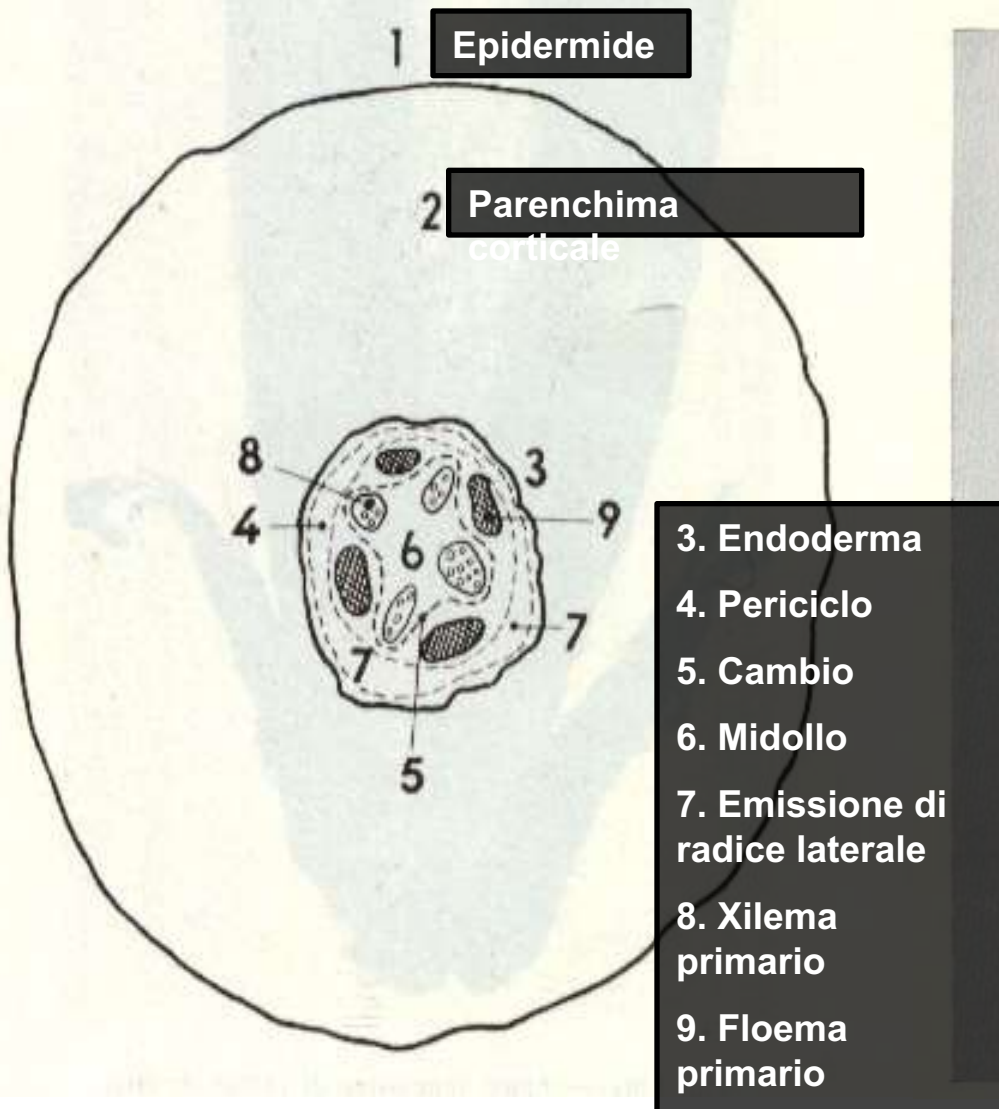 1 Epidermide
2 Parenchima
corticale
8
3
4
9
6
7
7
5
3. Endoderma
4. Periciclo
5. Cambio
6. Midollo
7. Emissione di
radice laterale
8. Xilema
primario
9. Floema
primario